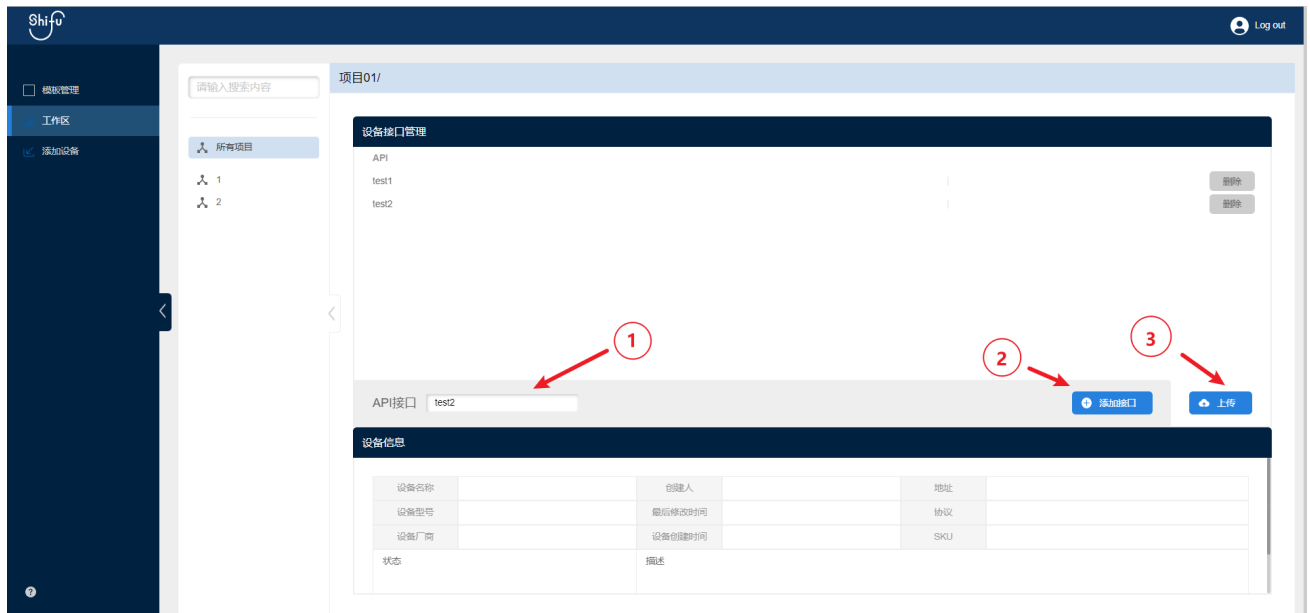 Shifu
Log out
模板管理
工作区
添加设备
请输入搜索内容
所有项目
1
2
项目01/
设备接口管理
API
test1
删除
test2
删除
1
2
3
API接口 test2
添加接口
上传
设备信息
设备名称 创建人 地址
设备型号 最后修改时间 协议
设备厂商 设备创建时间 SKU
状态 描述
?